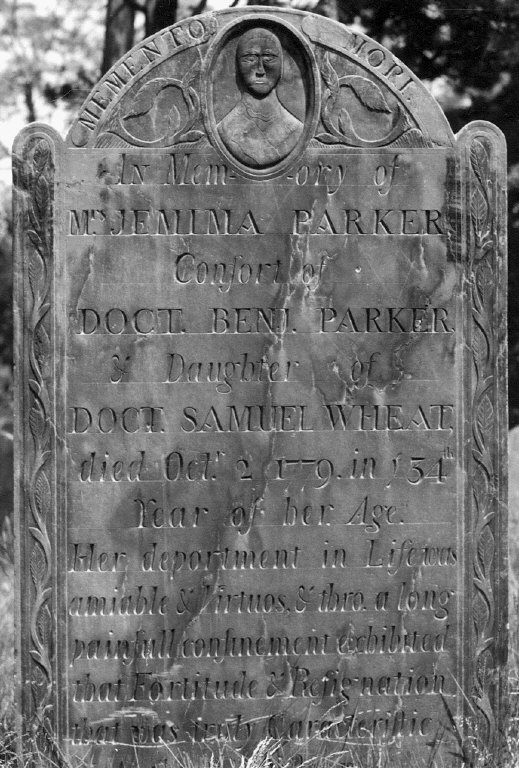 MEMENTO MORI.
In Mem- -ory of
Mrs JEMIMA PARKER,
Conſort of
DOCT. BENJ. PARKER,
& Daughter of
DOCT. SAMUEL WHEAT,
died Octr. 2 1779. in ye 54th
Year of her Age.
Her deportment in Life was
amiable & Virtuos, & thro. a long
painfull confinement exhibited
that Fortitude & Reſignation
that was truly Caracteriſtic